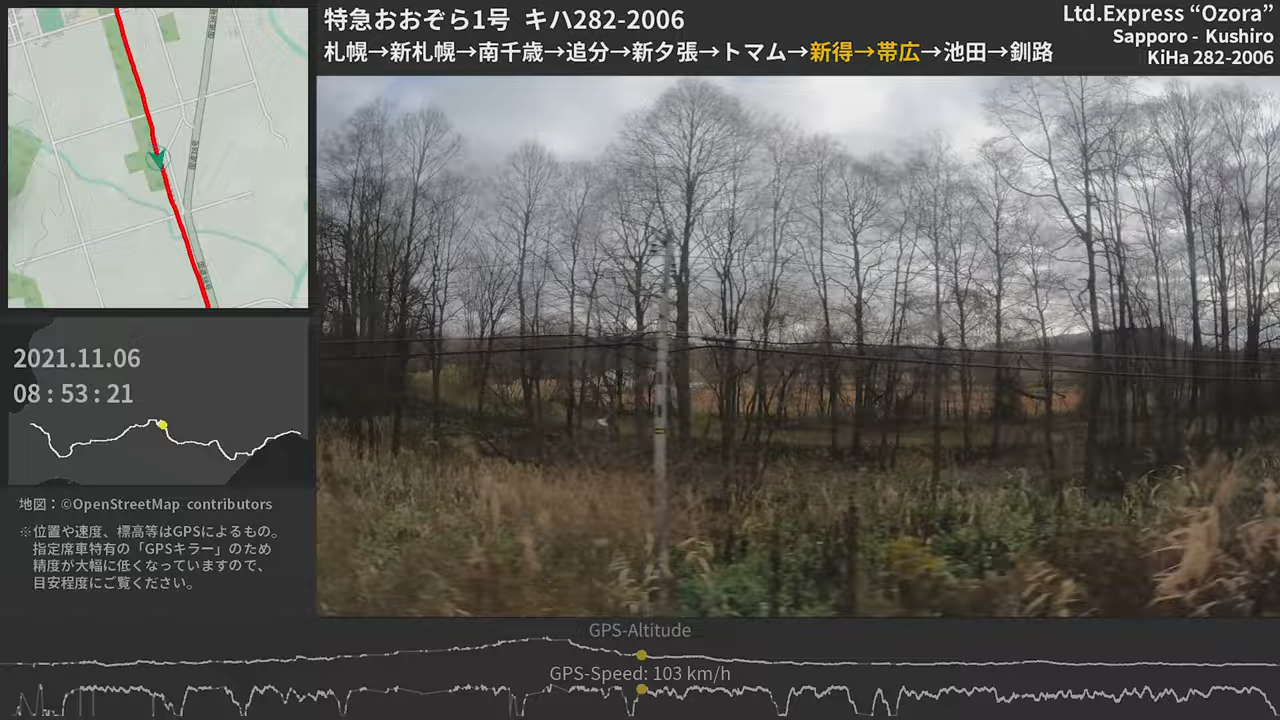 特急おおぞら1号 キハ282-2006
札幌→新札幌→南千歳→追分→新夕張→トマム→新得→帯広→池田→釧路
Ltd.Express “Ozora”
Sapporo - Kushiro
KiHa 282-2006
2021.11.06
08:53:21
地図：©OpenStreetMap contributors
※位置や速度、標高等はGPSによるもの。
指定席車特有の「GPSキラー」のため
精度が大幅に低くなっていますので、
目安程度にご覧ください。
GPS-Altitude
GPS-Speed: 103 km/h